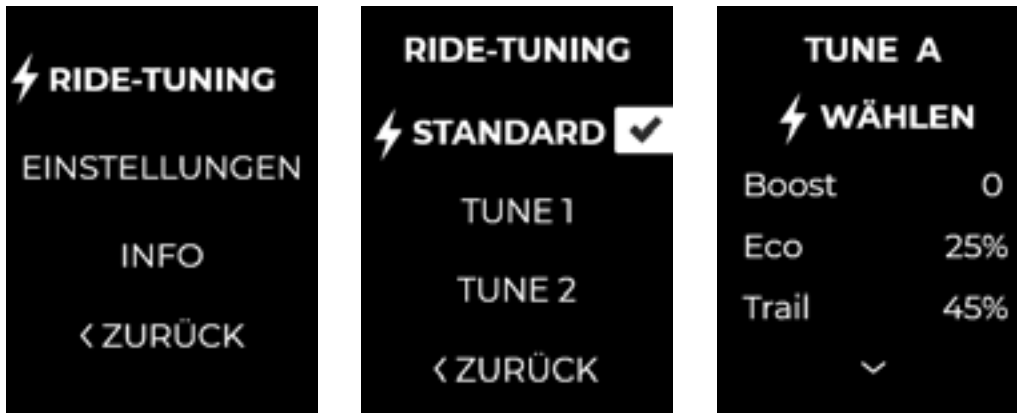 RIDE-TUNING
EINSTELLUNGEN
INFO
< ZURÜCK
RIDE-TUNING
STANDARD
TUNE 1
TUNE 2
< ZURÜCK
TUNE A
WÄHLEN
Boost 0
Eco 25%
Trail 45%